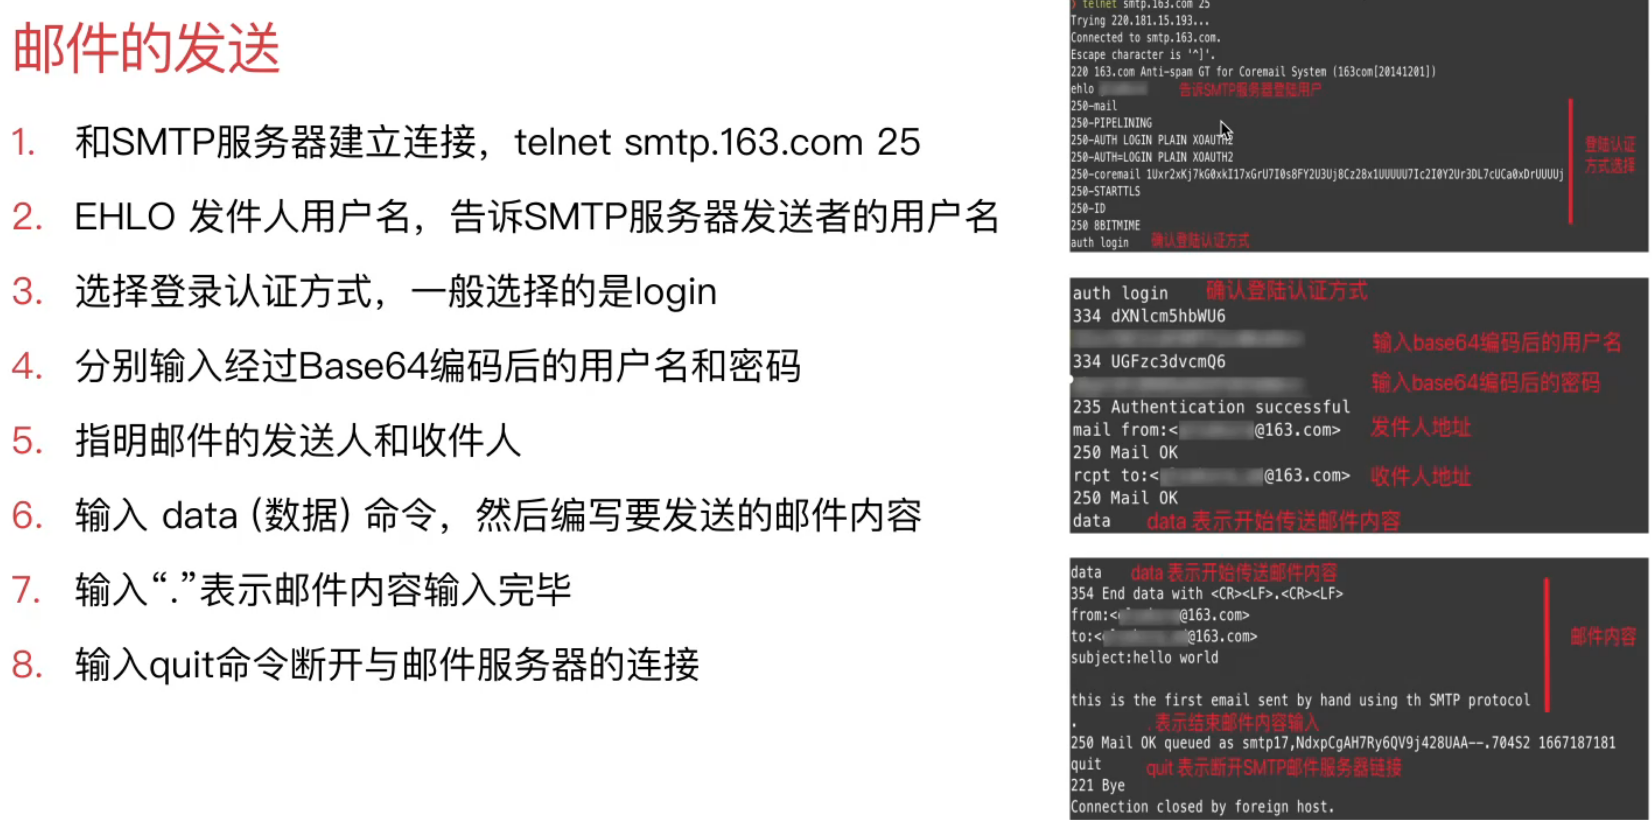 邮件的发送
1. 和SMTP服务器建立连接，telnet smtp.163.com 25
2. EHLO 发件人用户名，告诉SMTP服务器发送者的用户名
3. 选择登录认证方式，一般选择的是login
4. 分别输入经过Base64编码后的用户名和密码
5. 指明邮件的发送人和收件人
6. 输入 data (数据) 命令，然后编写要发送的邮件内容
7. 输入“.”表示邮件内容输入完毕
8. 输入quit命令断开与邮件服务器的连接
❯ telnet smtp.163.com 25
Trying 220.181.15.193...
Connected to smtp.163.com.
Escape character is '^]'.
220 163.com Anti-spam GT for Coremail System (163com[20141201])
ehlo 告诉SMTP服务器登陆用户
250-mail
250-PIPELINING
250-AUTH LOGIN PLAIN XOAUTH2
250-AUTH=LOGIN PLAIN XOAUTH2
250-coremail 1Uxr2xKj7kG0xkI17xGrU7I0s8FY2U3Uj8Cz28x1UUUUU7Ic2I0Y2Ur3DL7cUCa0xDrUUUUj
250-STARTTLS
250-ID
250 8BITMIME
auth login 确认登陆认证方式
登陆认证
方式选择
auth login 确认登陆认证方式
334 dXNlcm5hbWU6
输入base64编码后的用户名
334 UGFzc3dvcmQ6
输入base64编码后的密码
235 Authentication successful
mail from:< @163.com> 发件人地址
250 Mail OK
rcpt to:< @163.com> 收件人地址
250 Mail OK
data data 表示开始传送邮件内容
data data 表示开始传送邮件内容
354 End data with <CR><LF>.<CR><LF>
from:< @163.com>
to:< @163.com>
邮件内容
subject:hello world
this is the first email sent by hand using th SMTP protocol
. . 表示结束邮件内容输入
250 Mail OK queued as smtp17,NdxpCgAH7Ry6QV9j428UAA--.704S2 1667187181
quit quit 表示断开SMTP邮件服务器链接
221 Bye
Connection closed by foreign host.